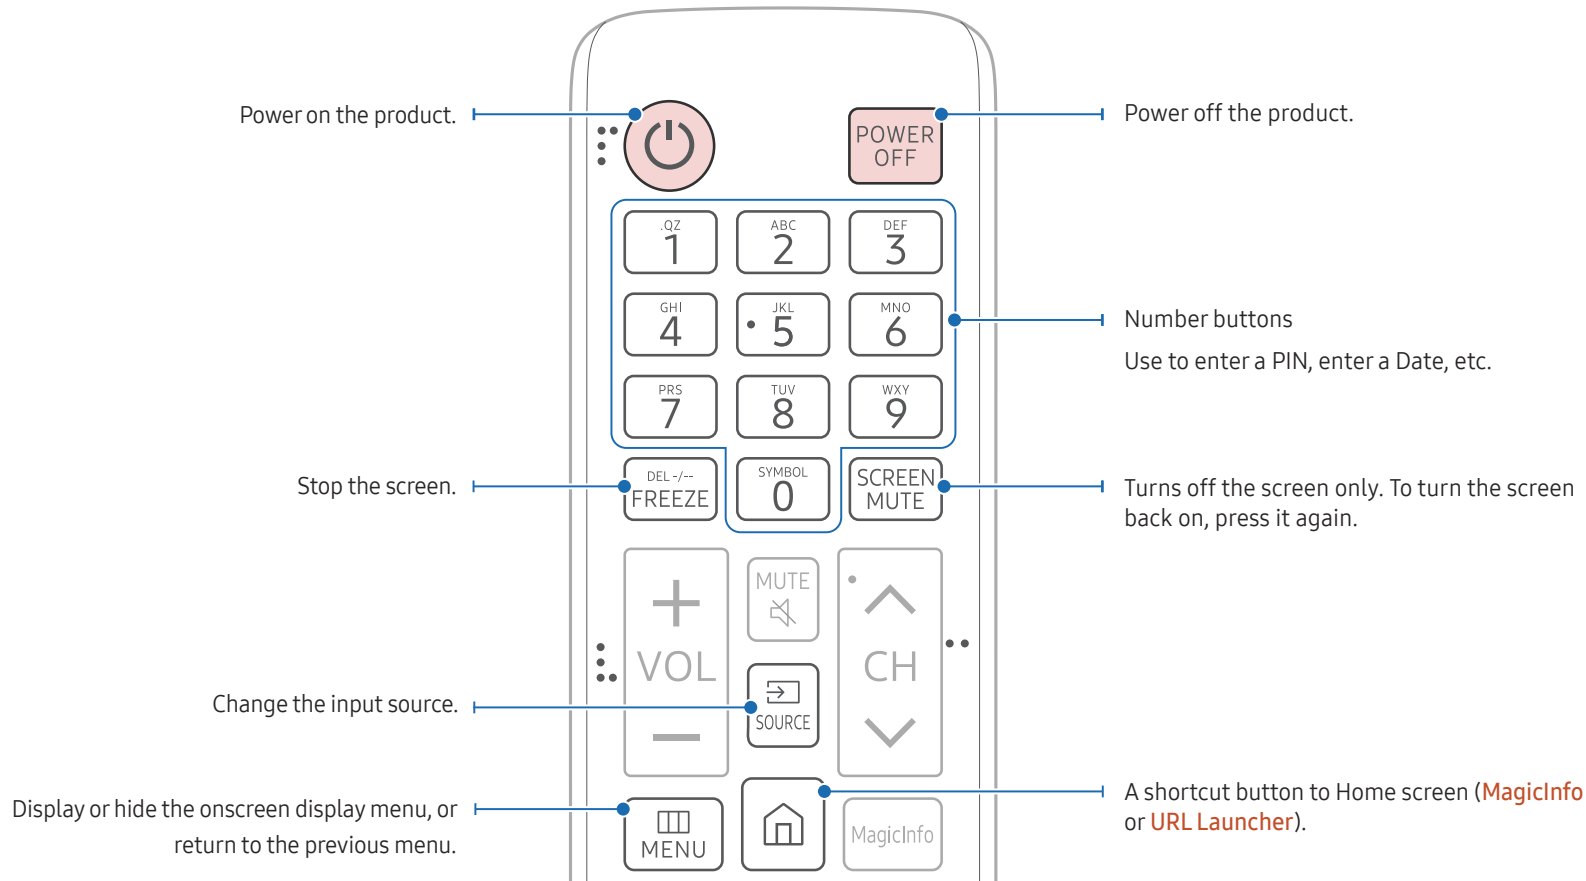 Power on the product.
POWER
OFF
Power off the product.
.QZ
1
ABC
2
DEF
3
GHI
4
JKL
5
MNO
6
Number buttons
Use to enter a PIN, enter a Date, etc.
PRS
7
TUV
8
WXY
9
Stop the screen.
DEL -/--
FREEZE
SYMBOL
0
SCREEN
MUTE
Turns off the screen only. To turn the screen
back on, press it again.
MUTE
VOL
CH
Change the input source.
SOURCE
Display or hide the onscreen display menu, or
return to the previous menu.
MENU
MagicInfo
A shortcut button to Home screen (MagicInfo
or URL Launcher).